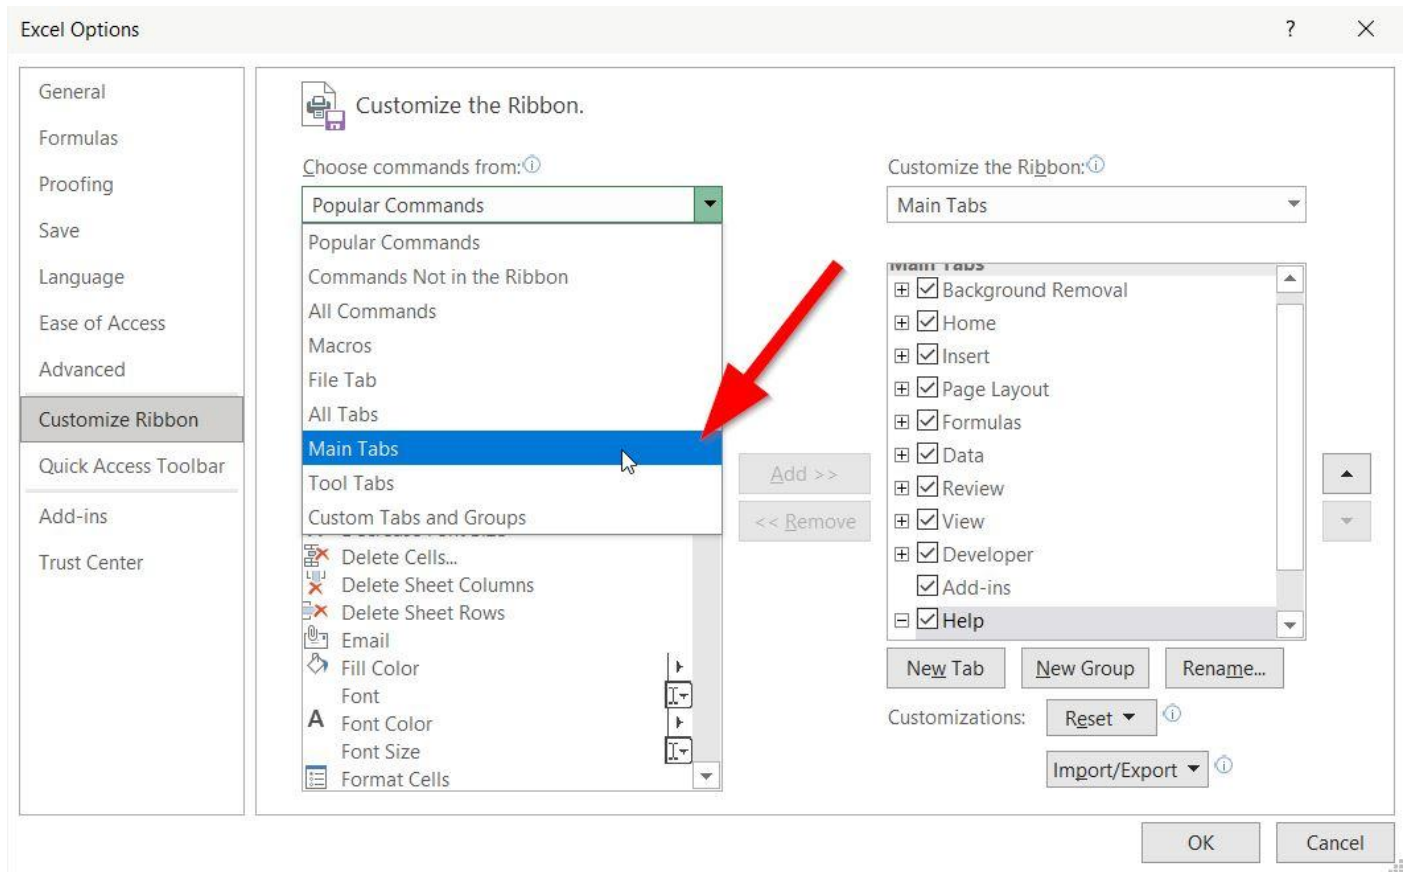 Excel Options
?
General
Formulas
Proofing
Save
Language
Ease of Access
Advanced
Customize Ribbon
Quick Access Toolbar
Add-ins
Trust Center
Customize the Ribbon.
Choose commands from:
Popular Commands
Popular Commands
Commands Not in the Ribbon
All Commands
Macros
File Tab
All Tabs
Main Tabs
Tool Tabs
Custom Tabs and Groups
Delete Cells...
Delete Sheet Columns
Delete Sheet Rows
Email
Fill Color
Font
Font Color
Font Size
Format Cells
Add >>
<< Remove
Customize the Ribbon:
Main Tabs
Main Tabs
Background Removal
Home
Insert
Page Layout
Formulas
Data
Review
View
Developer
Add-ins
Help
New Tab
New Group
Rename...
Customizations:
Reset
Import/Export
OK
Cancel